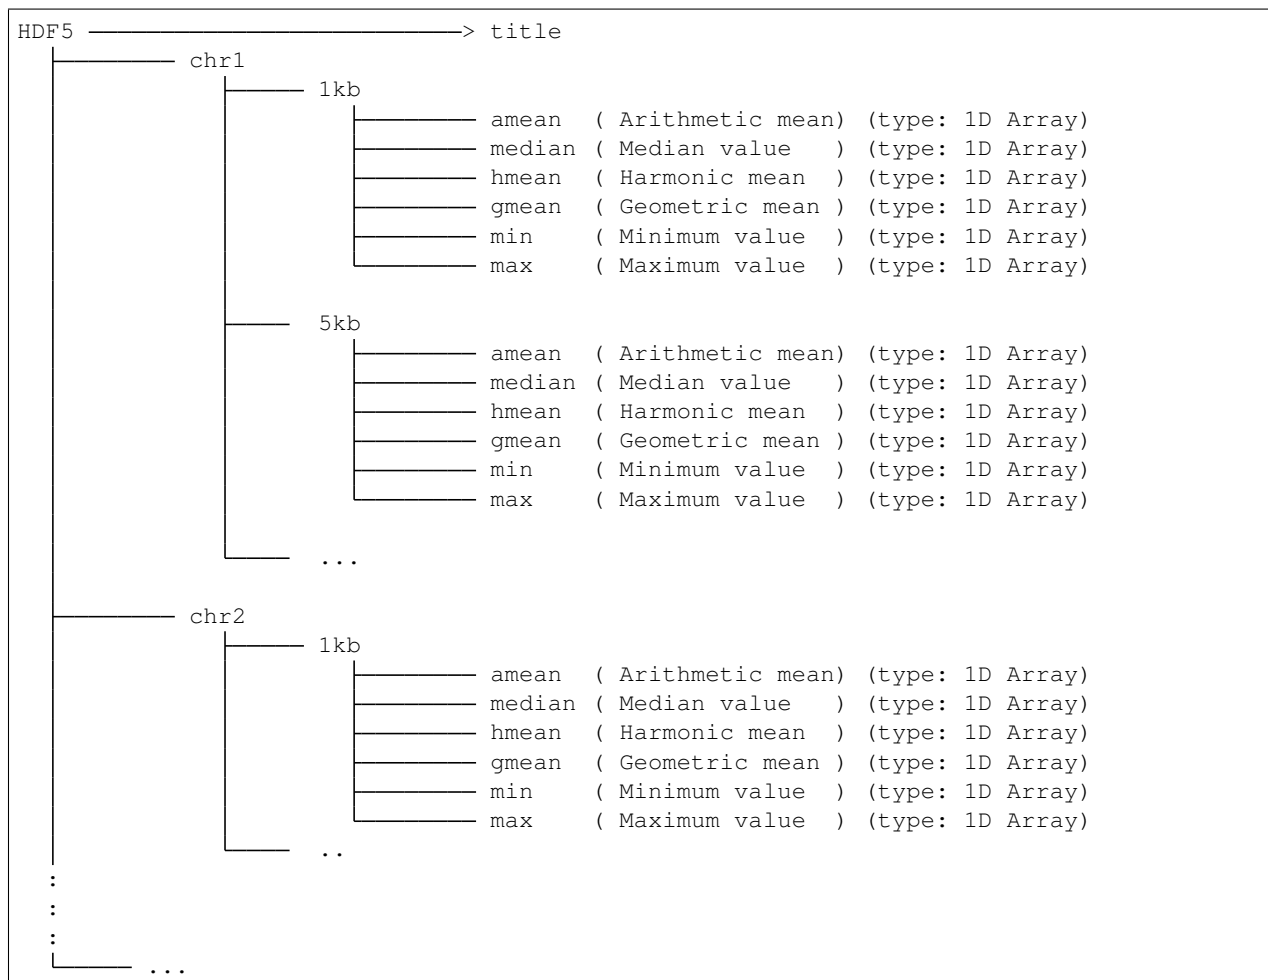 HDF5 ──────────────────────────> title
chr1
1kb
amean  ( Arithmetic mean) (type: 1D Array)
median ( Median value   ) (type: 1D Array)
hmean  ( Harmonic mean  ) (type: 1D Array)
gmean  ( Geometric mean ) (type: 1D Array)
min    ( Minimum value  ) (type: 1D Array)
max    ( Maximum value  ) (type: 1D Array)
5kb
amean  ( Arithmetic mean) (type: 1D Array)
median ( Median value   ) (type: 1D Array)
hmean  ( Harmonic mean  ) (type: 1D Array)
gmean  ( Geometric mean ) (type: 1D Array)
min    ( Minimum value  ) (type: 1D Array)
max    ( Maximum value  ) (type: 1D Array)
...
chr2
1kb
amean  ( Arithmetic mean) (type: 1D Array)
median ( Median value   ) (type: 1D Array)
hmean  ( Harmonic mean  ) (type: 1D Array)
gmean  ( Geometric mean ) (type: 1D Array)
min    ( Minimum value  ) (type: 1D Array)
max    ( Maximum value  ) (type: 1D Array)
..
:
:
:
...